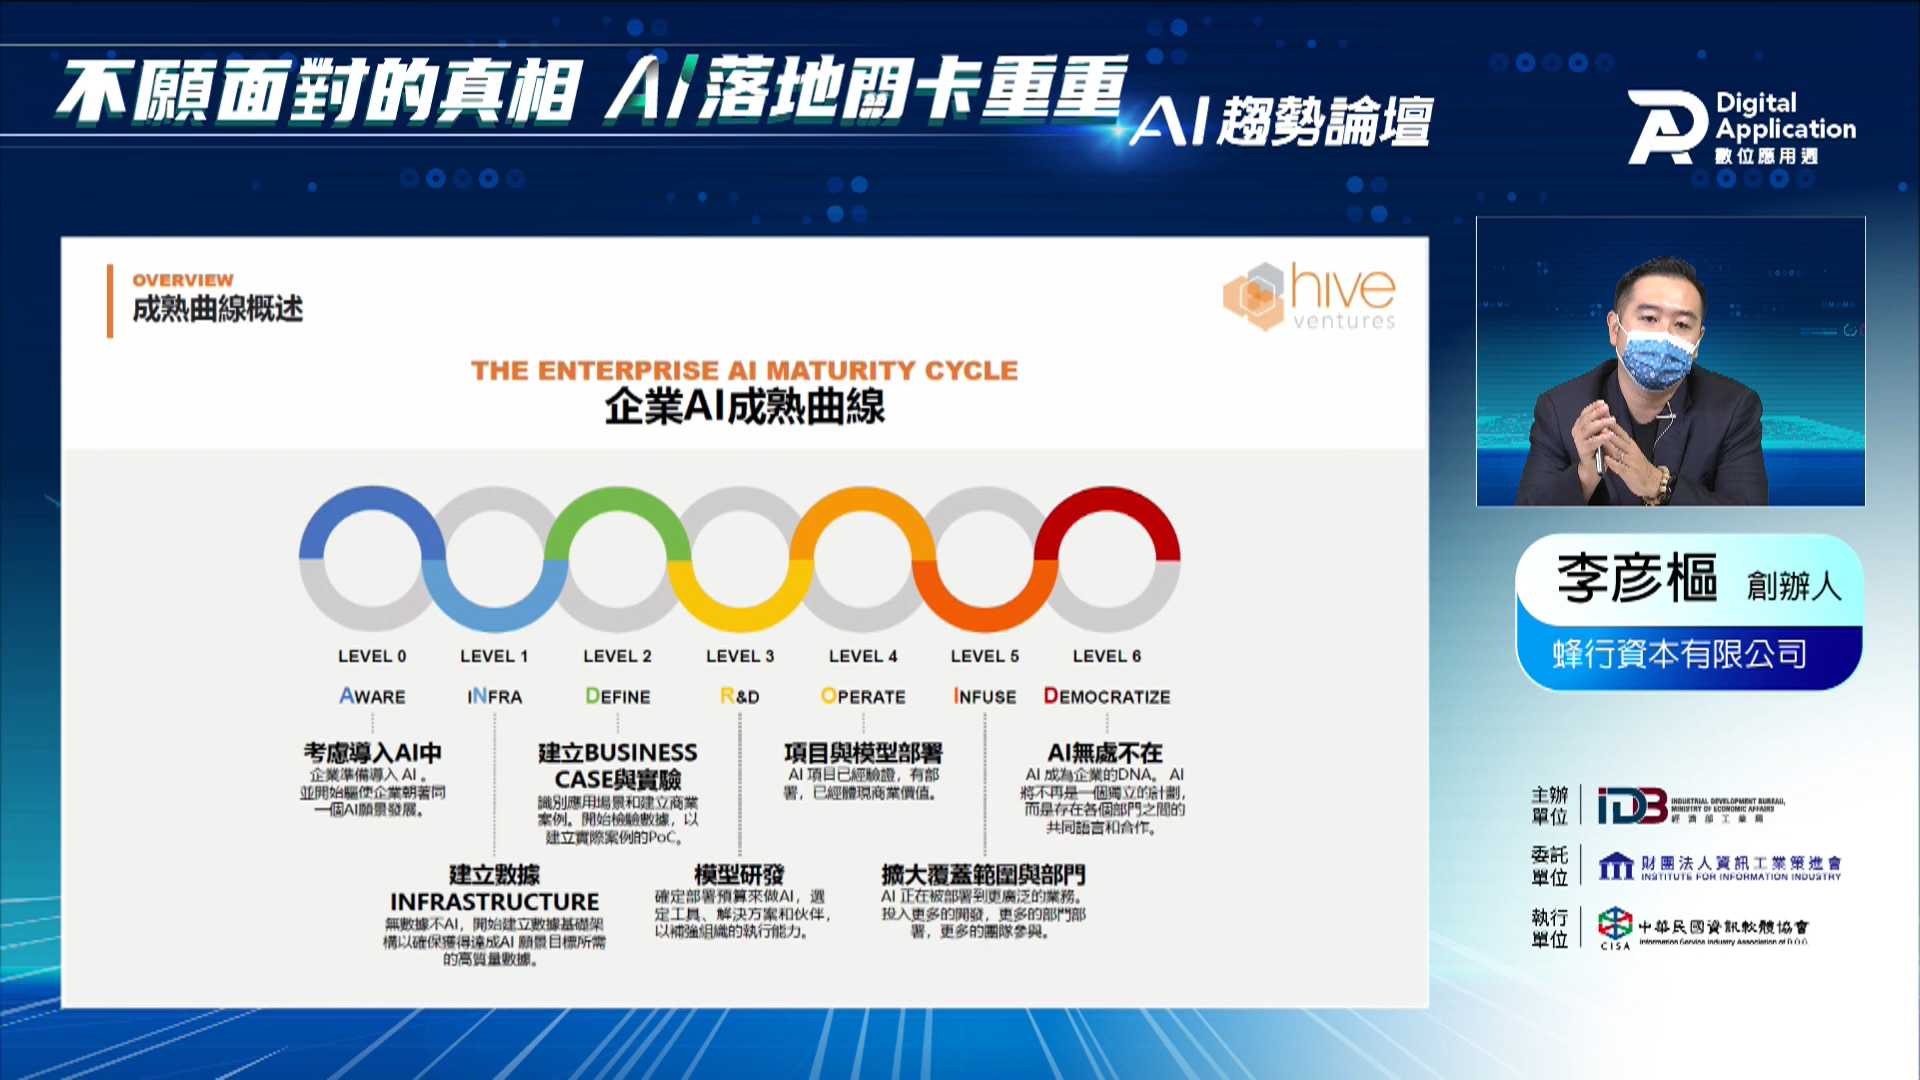 不願面對的真相 AI落地關卡重重
AI趨勢論壇
Digital
Application
數位應用週
OVERVIEW
成熟曲線概述
hive
ventures
THE ENTERPRISE AI MATURITY CYCLE
企業AI成熟曲線
LEVEL 0
AWARE
考慮導入AI中
企業準備導入 AI 。
並開始驅使企業朝著同
一個AI願景發展。
LEVEL 1
iNFRA
建立數據
INFRASTRUCTURE
無數據不AI，開始建立數據基礎架
構以確保獲得達成AI 願景目標所需
的高質量數據。
LEVEL 2
DEFINE
建立BUSINESS
CASE與實驗
識別應用場景和建立商業
案例。開始檢驗數據，以
建立實際案例的PoC。
LEVEL 3
R&D
模型研發
確定部署預算來做AI，選
定工具、解決方案和伙伴，
以補強組織的執行能力。
LEVEL 4
OPERATE
項目與模型部署
AI 項目已經驗證，有部
署，已經體現商業價值。
LEVEL 5
INFUSE
擴大覆蓋範圍與部門
AI 正在被部署到更廣泛的業務。
投入更多的開發，更多的部門部
署，更多的團隊參與。
LEVEL 6
DEMOCRATIZE
AI無處不在
AI 成為企業的DNA。 AI
將不再是一個獨立的計劃，
而是存在各個部門之間的
共同語言和合作。
李彥樞 創辦人
蜂行資本有限公司
主辦
單位
IDB
INDUSTRIAL DEVELOPMENT BUREAU,
MINISTRY OF ECONOMIC AFFAIRS
經濟部工業局
委託
單位
財團法人資訊工業策進會
INSTITUTE FOR INFORMATION INDUSTRY
執行
單位
CISA
中華民國資訊軟體協會
Information Service Industry Association of R.O.C.